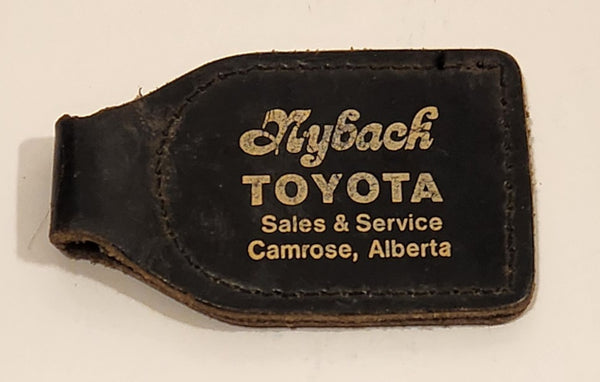 Nyback
TOYOTA
Sales & Service
Camrose, Alberta